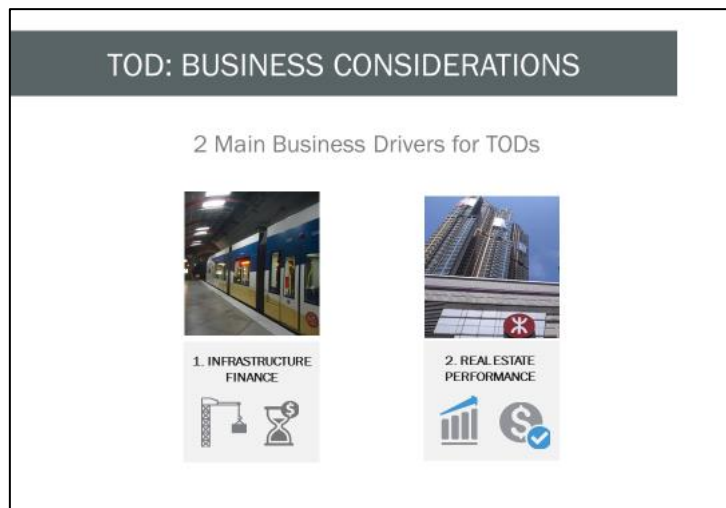 TOD: BUSINESS CONSIDERATIONS
2 Main Business Drivers for TODs
1. INFRASTRUCTURE
FINANCE
2. REAL ESTATE
PERFORMANCE
$
$